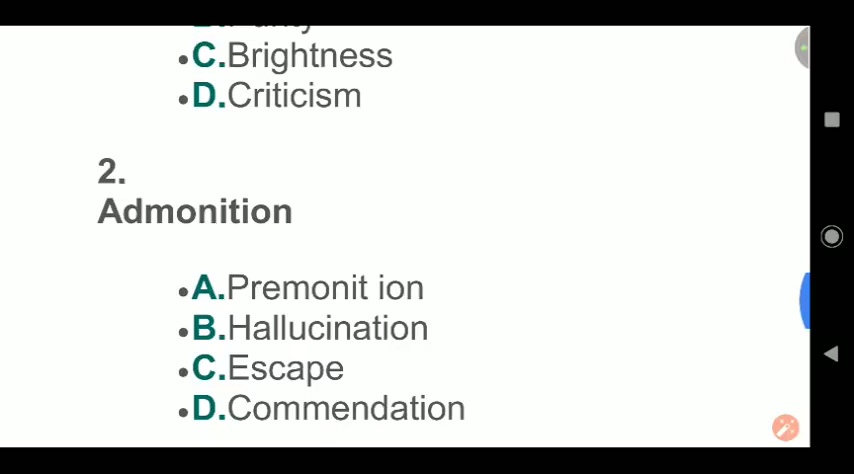 C.Brightness
D.Criticism
2.
Admonition
A.Premonit ion
B.Hallucination
C.Escape
D.Commendation